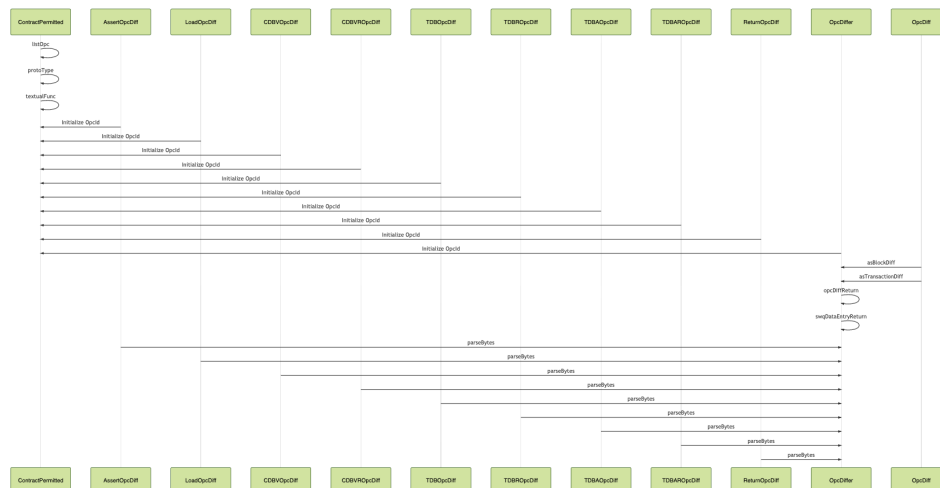 ContractPermitted AssertOpcDiff LoadOpcDiff CDBVOpcDiff CDBVROpcDiff TDBOpcDiff TDBROpcDiff TDBAOpcDiff TDBAROpcDiff ReturnOpcDiff OpcDiffer OpcDiff
listOpc
protoType
textualFunc
Initialize OpcId
Initialize OpcId
Initialize OpcId
Initialize OpcId
Initialize OpcId
Initialize OpcId
Initialize OpcId
Initialize OpcId
Initialize OpcId
Initialize OpcId
asBlockDiff
asTransactionDiff
opcDiffReturn
swqDataEntryReturn
parseBytes
parseBytes
parseBytes
parseBytes
parseBytes
parseBytes
parseBytes
parseBytes
parseBytes
ContractPermitted AssertOpcDiff LoadOpcDiff CDBVOpcDiff CDBVROpcDiff TDBOpcDiff TDBROpcDiff TDBAOpcDiff TDBAROpcDiff ReturnOpcDiff OpcDiffer OpcDiff